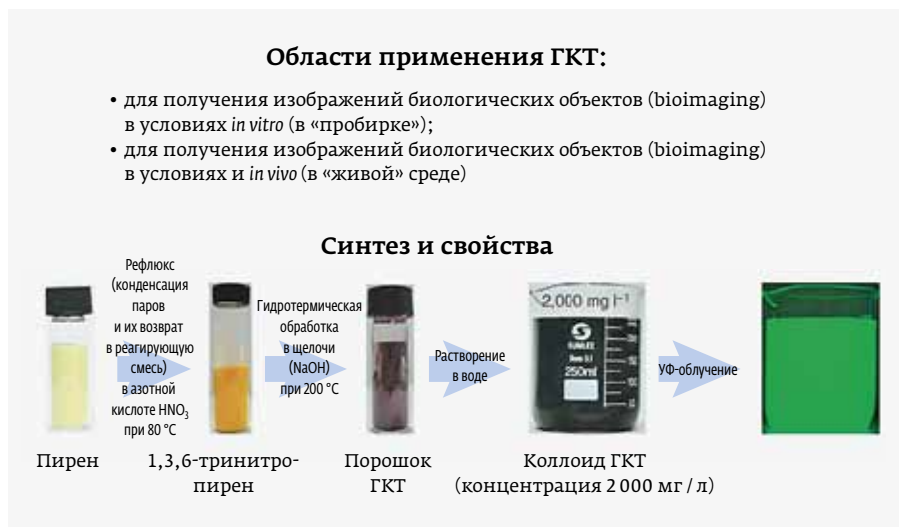 Области применения ГКТ:
• для получения изображений биологических объектов (bioimaging)
в условиях in vitro (в «пробирке»);
• для получения изображений биологических объектов (bioimaging)
в условиях и in vivo (в «живой» среде)
Синтез и свойства
Рефлюкс
(конденсация
паров
и их возврат
в реагирующую
смесь)
в азотной
кислоте HNO₃
при 80 °C
Гидротермическая
обработка
в щелочи
(NaOH)
при 200 °C
Растворение
в воде
2,000 mg l⁻¹
250ml
УФ-облучение
Пирен
1,3,6-тринитро-
пирен
Порошок
ГКТ
Коллоид ГКТ
(концентрация 2 000 мг / л)